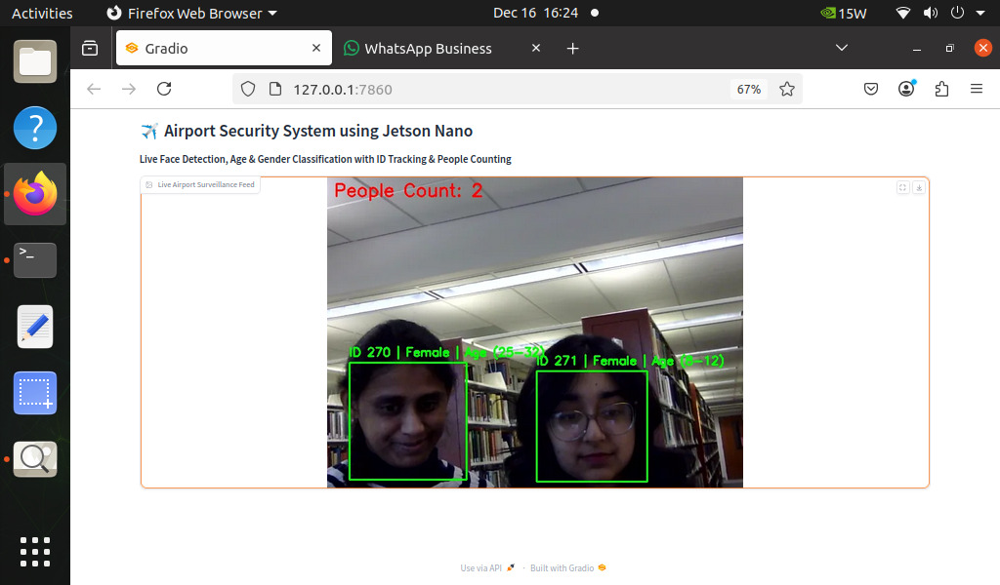 Activities Firefox Web Browser Dec 16 16:24 15W
Gradio WhatsApp Business
127.0.0.1:7860 67%
✈️ Airport Security System using Jetson Nano
Live Face Detection, Age & Gender Classification with ID Tracking & People Counting
Live Airport Surveillance Feed
People Count: 2
ID 270 | Female | Age (25-32)
ID 271 | Female | Age (8-12)
Use via API · Built with Gradio